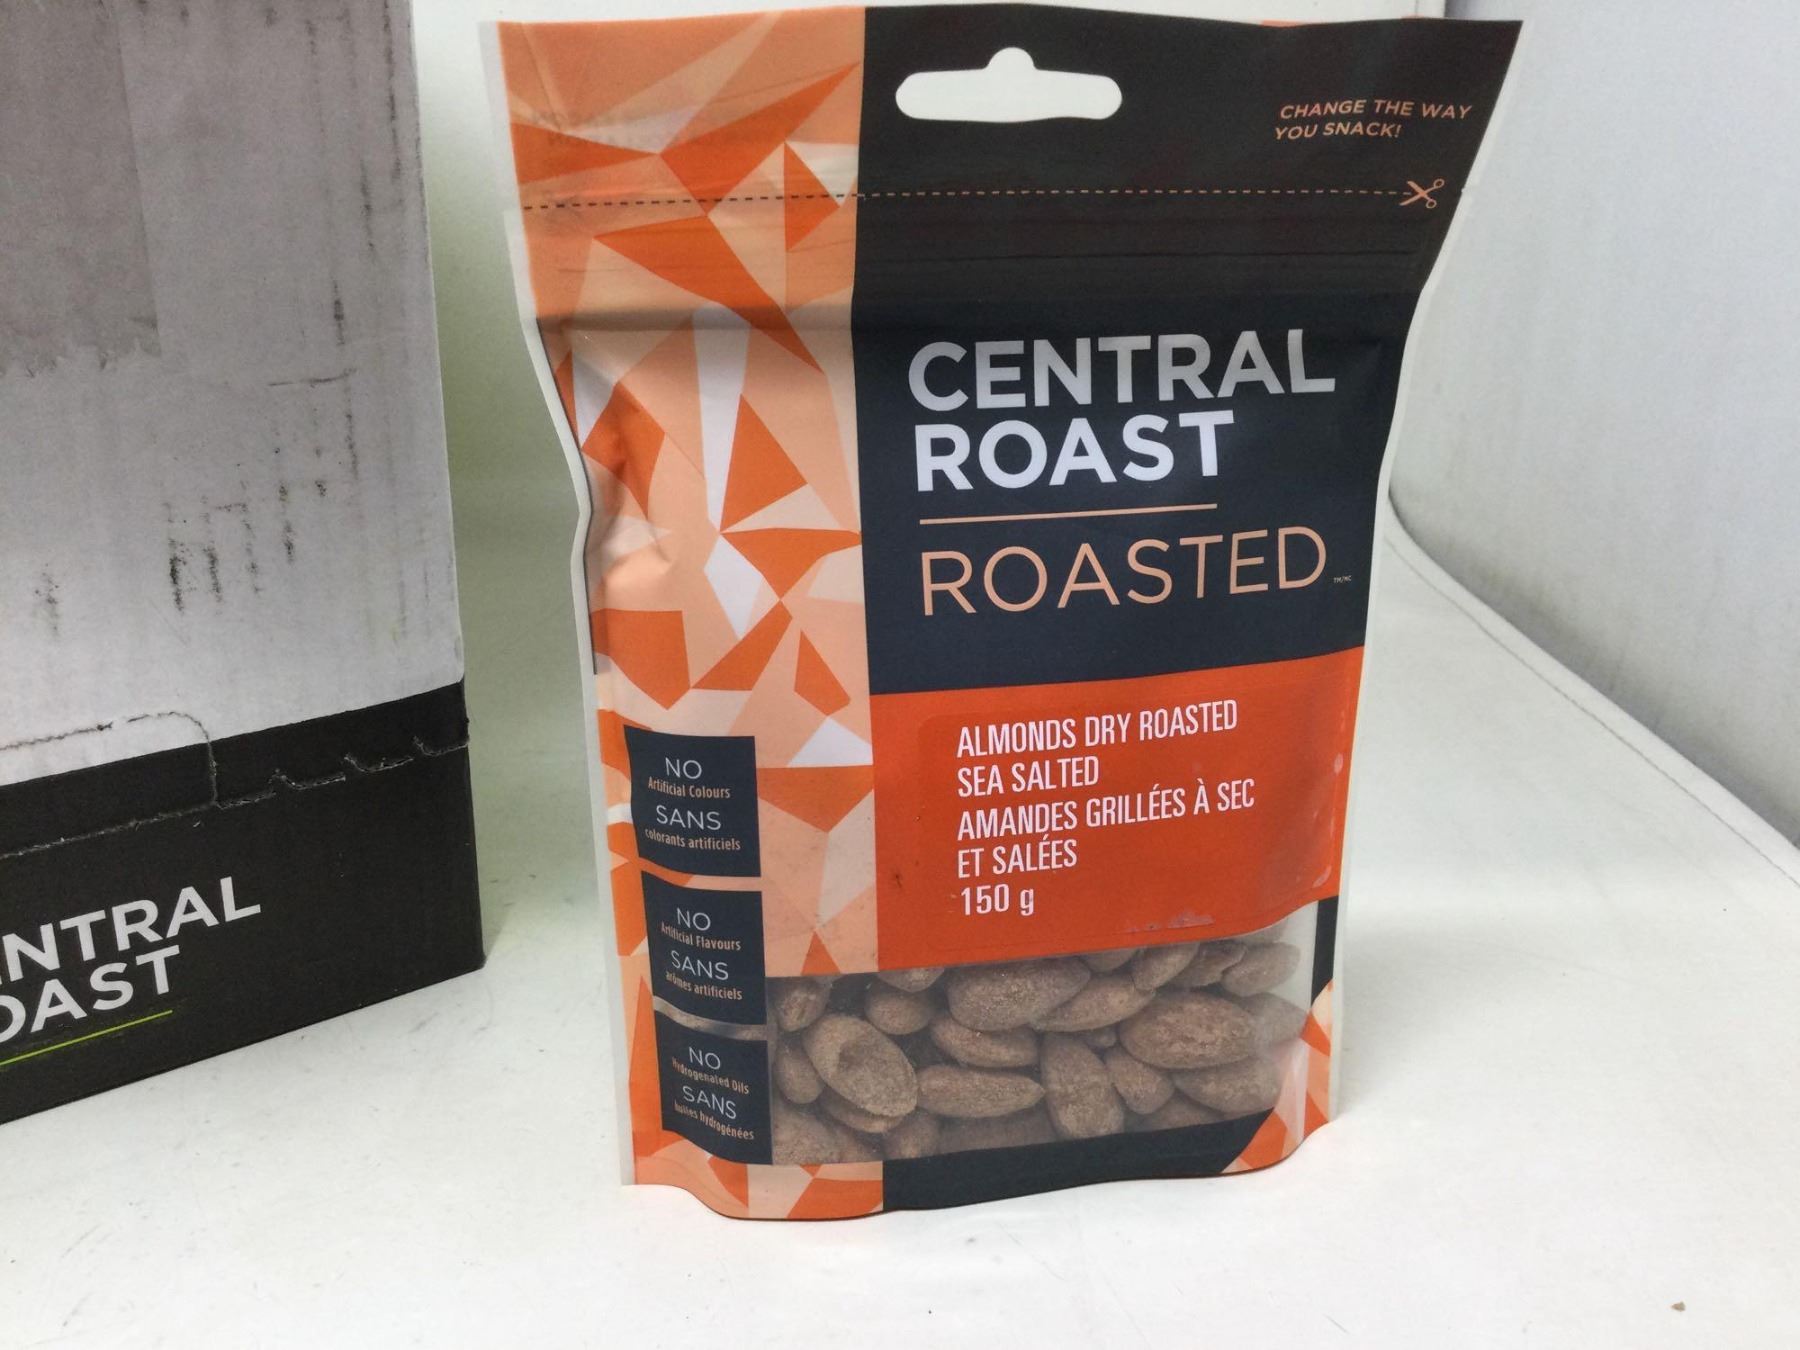 CHANGE THE WAY
YOU SNACK!
CENTRAL
ROAST
ROASTED
TM/MC
ALMONDS DRY ROASTED
SEA SALTED
AMANDES GRILLÉES À SEC
ET SALÉES
150 g
NO
Artificial Colours
SANS
colorants artificiels
NO
Artificial Flavours
SANS
arômes artificiels
NO
Hydrogenated Oils
SANS
huiles hydrogénées
NTRAL
OAST